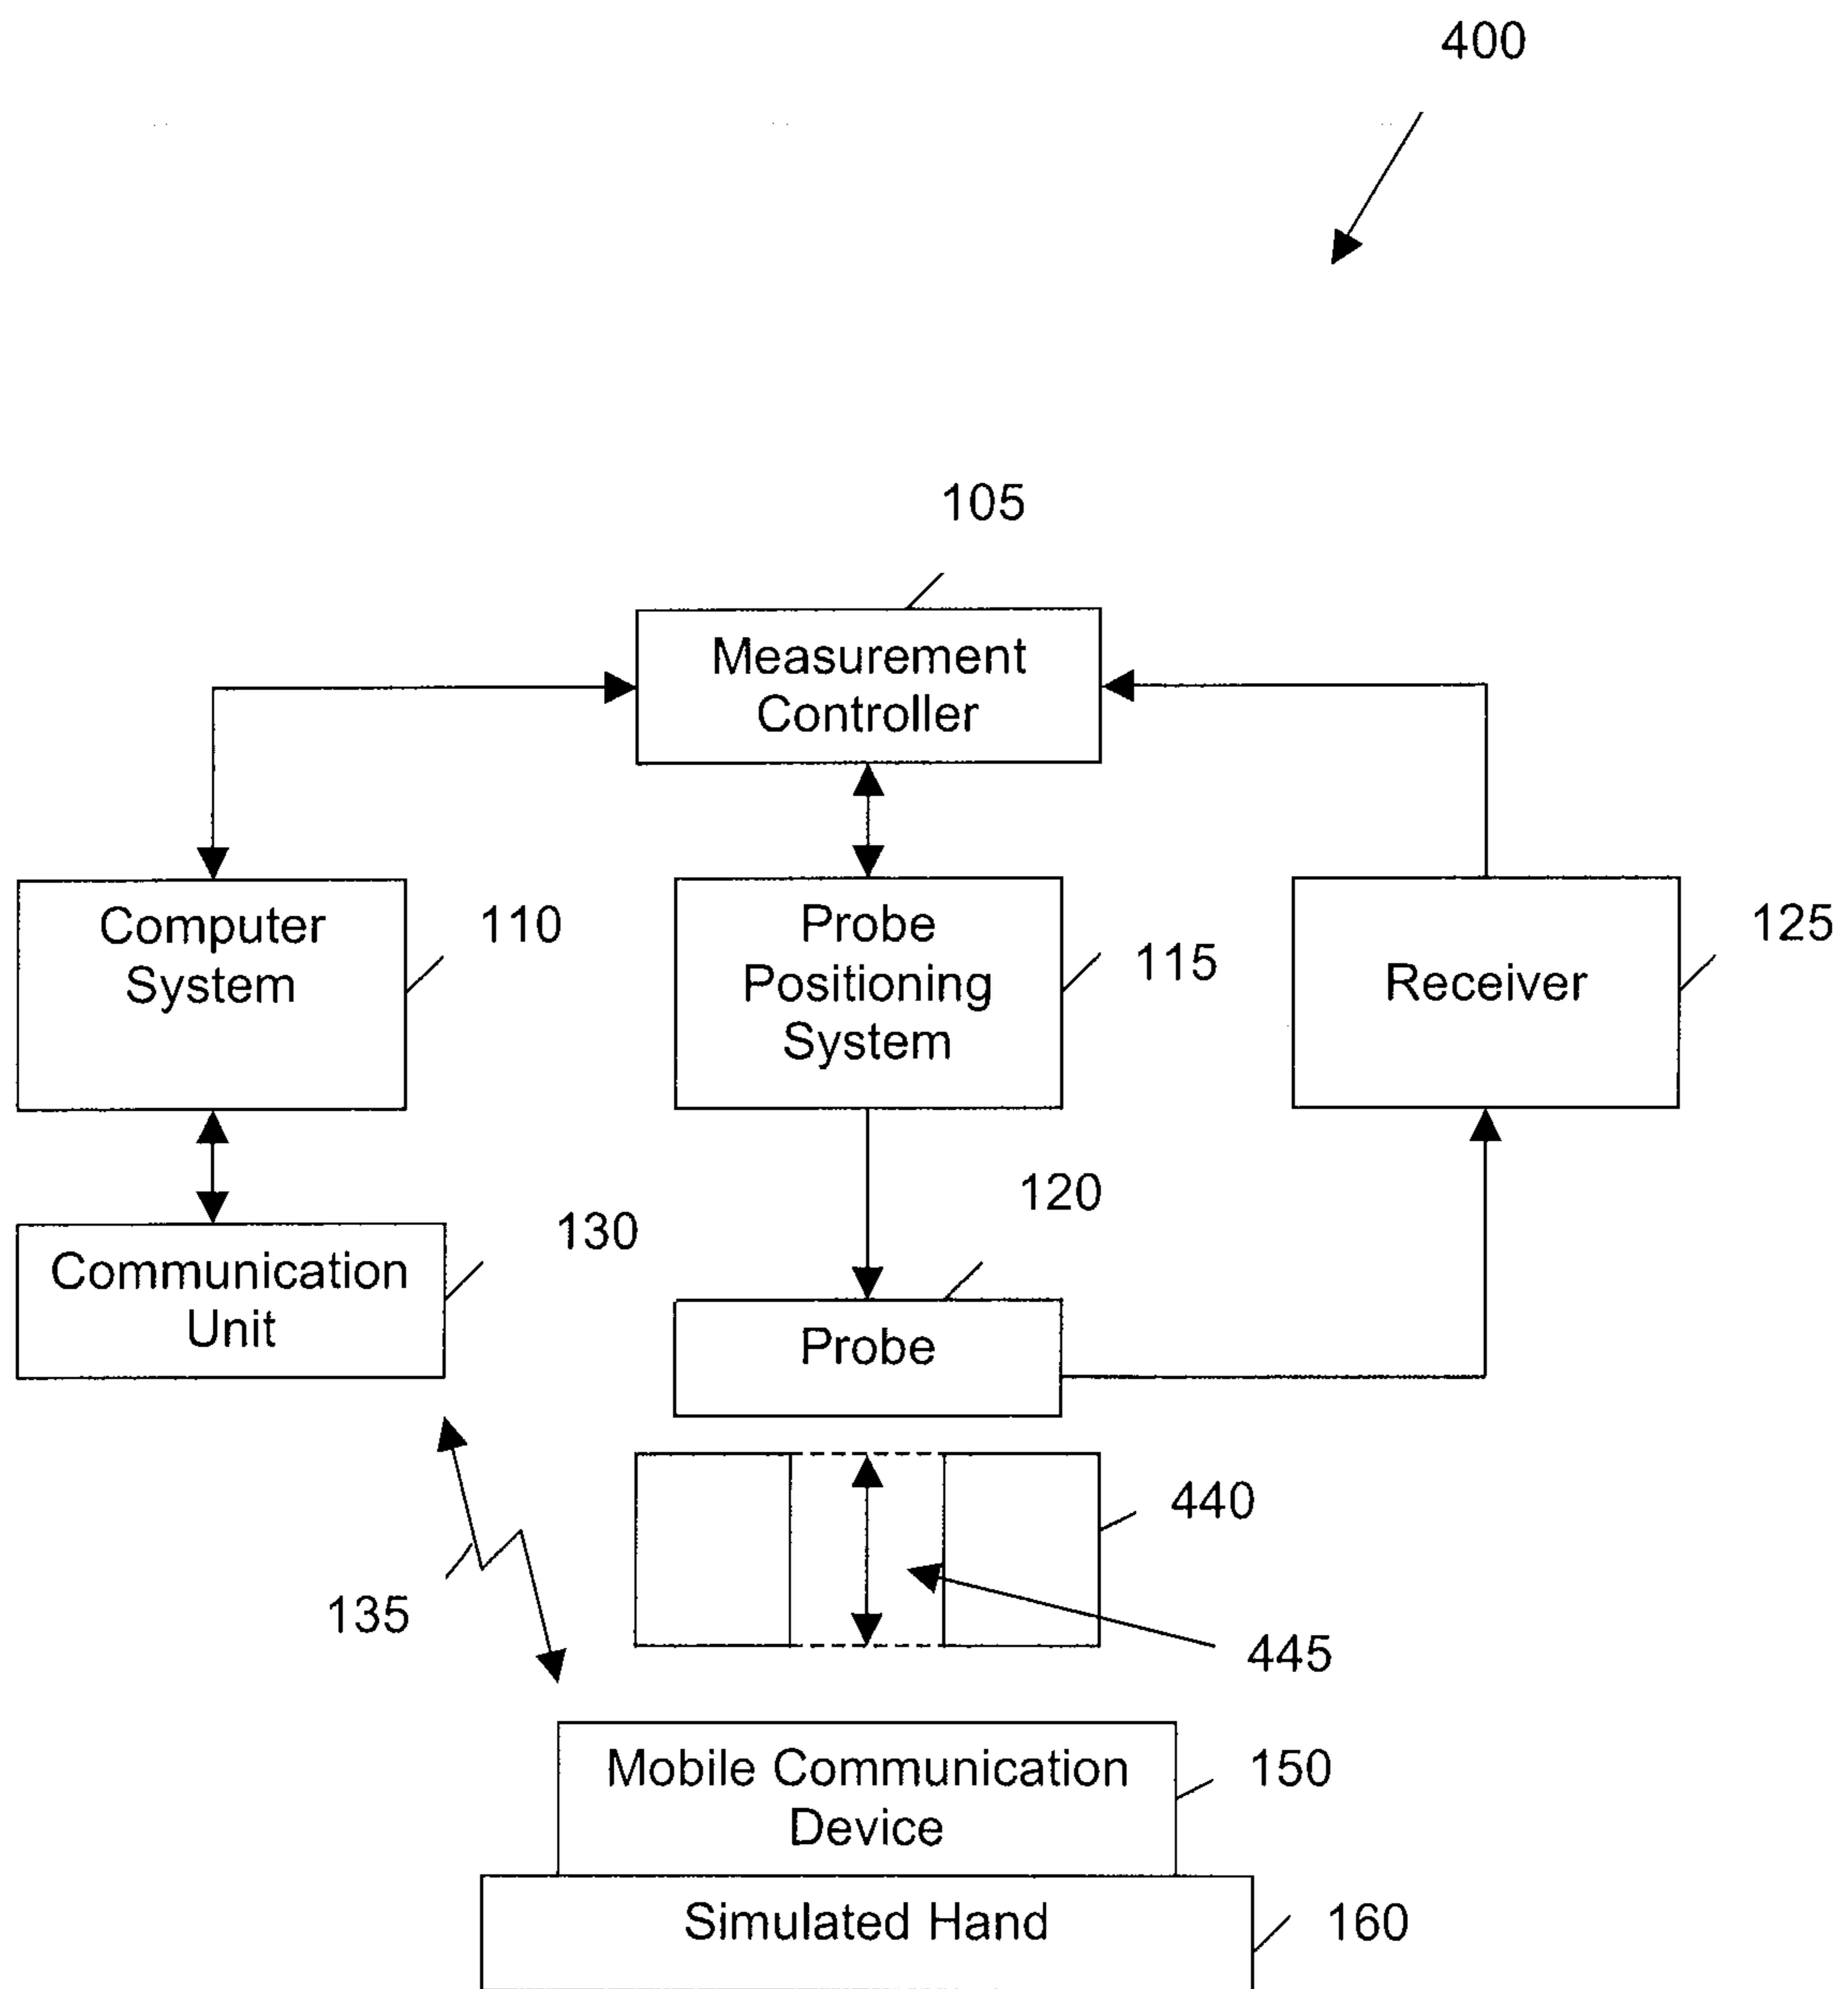 400
105
Measurement
Controller
Computer
System
110
Probe
Positioning
System
115
Receiver
125
120
130
Communication
Unit
Probe
440
135
445
Mobile Communication
Device
150
Simulated Hand
160